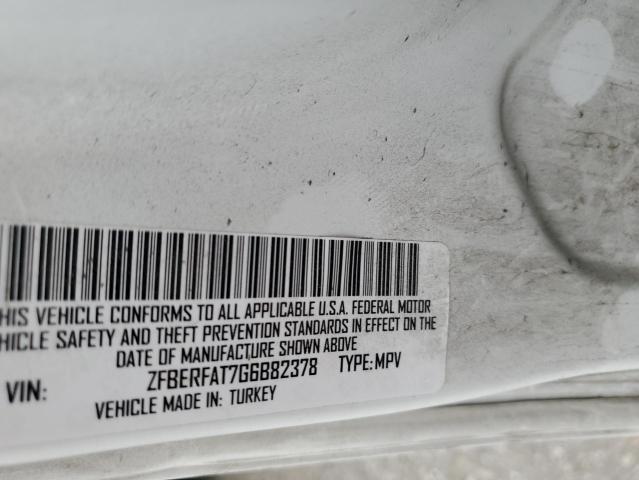 HIS VEHICLE CONFORMS TO ALL APPLICABLE U.S.A. FEDERAL MOTOR
HICLE SAFETY AND THEFT PREVENTION STANDARDS IN EFFECT ON THE
DATE OF MANUFACTURE SHOWN ABOVE
VIN: ZFBERFAT7G6B82378 TYPE: MPV
VEHICLE MADE IN: TURKEY